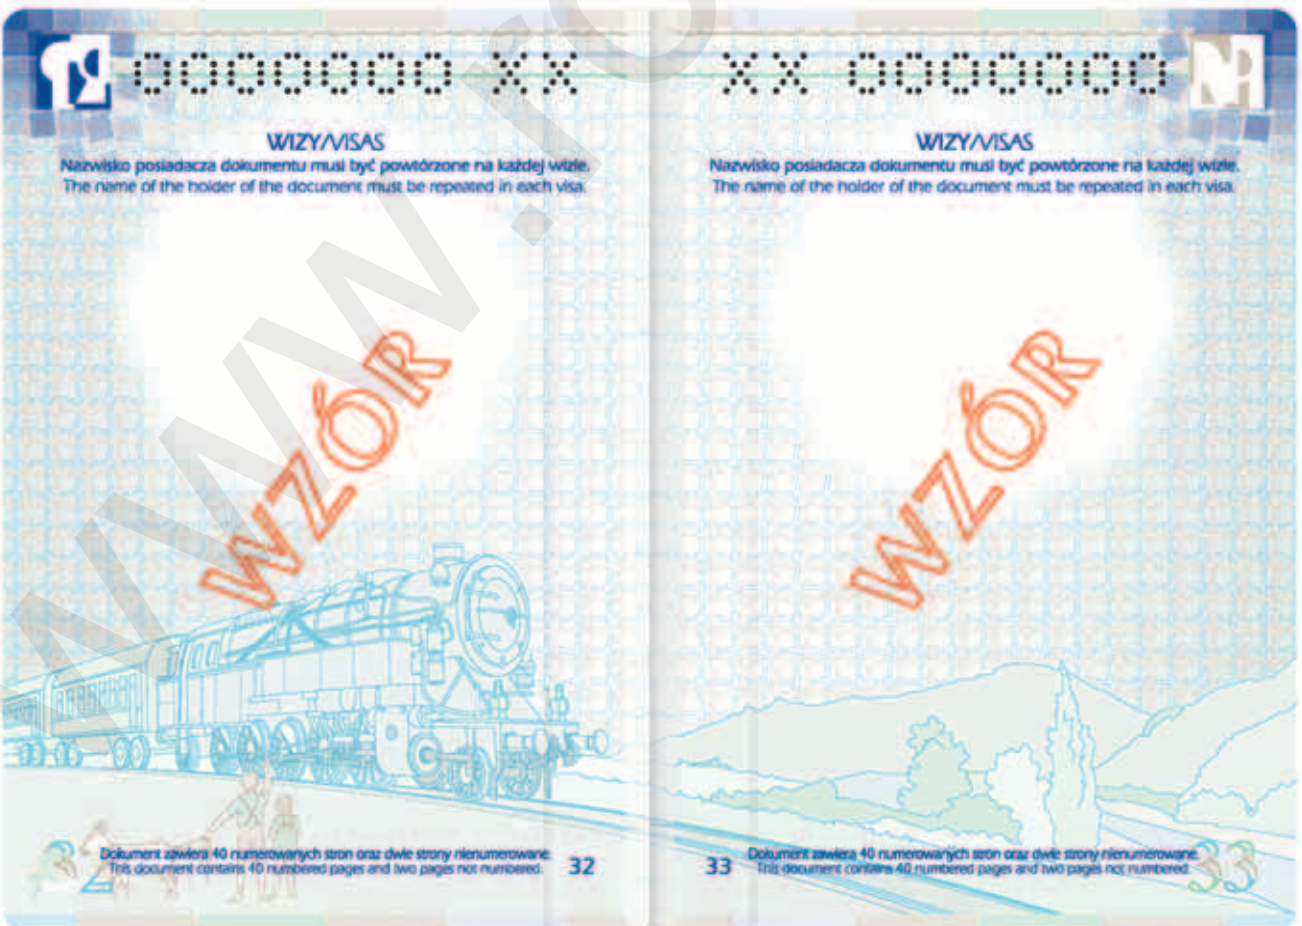 0000000 XX
WIZY/VISAS
Nazwisko posiadacza dokumentu musi być powtórzone na każdej wizie.
The name of the holder of the document must be repeated in each visa.
WZÓR
Dokument zawiera 40 numerowanych stron oraz dwie strony nienumerowane.
This document contains 40 numbered pages and two pages not numbered.
32
32
XX 0000000
WIZY/VISAS
Nazwisko posiadacza dokumentu musi być powtórzone na każdej wizie.
The name of the holder of the document must be repeated in each visa.
WZÓR
33
Dokument zawiera 40 numerowanych stron oraz dwie strony nienumerowane.
This document contains 40 numbered pages and two pages not numbered.
33
www.r